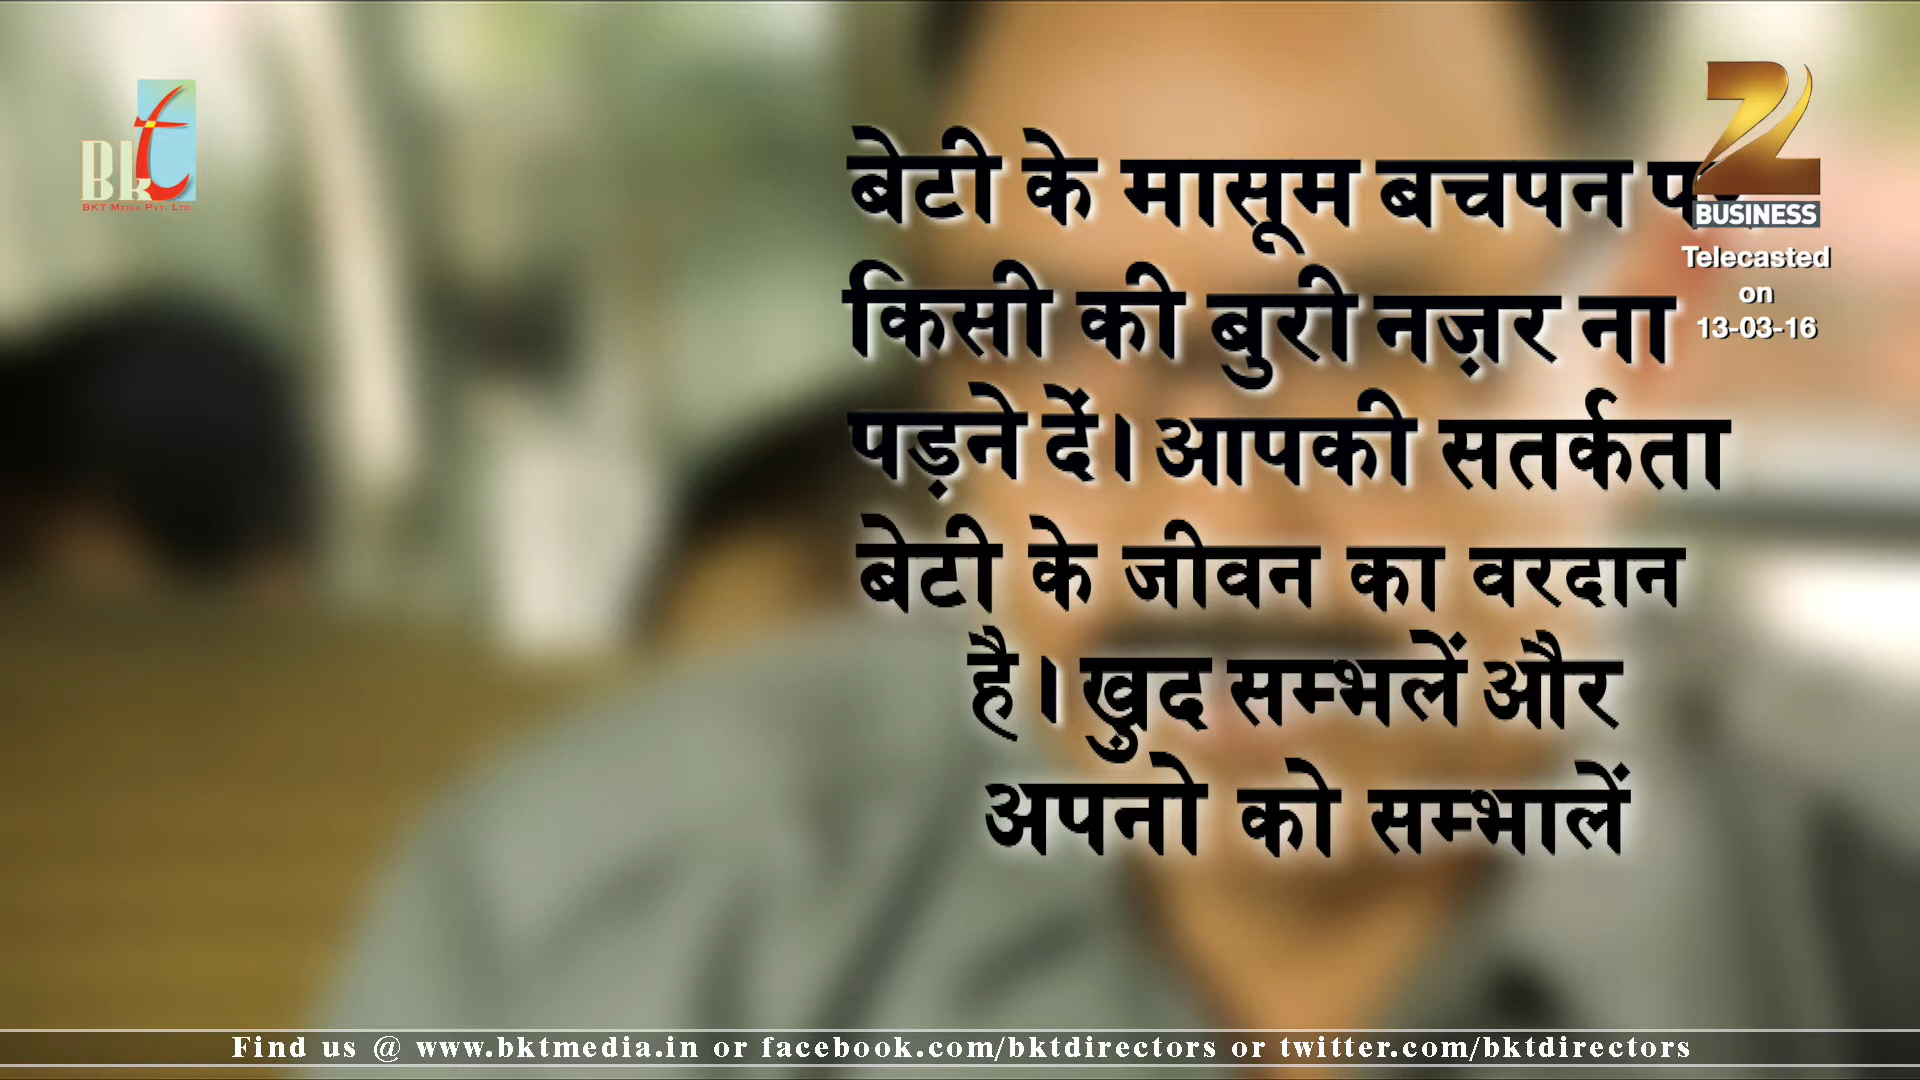 BKT
BKT MEDIA PVT. LTD.
BUSINESS
Telecasted
on
13-03-16
बेटी के मासूम बचपन
किसी की बुरी नज़र ना
पड़ने दें। आपकी सतर्कता
बेटी के जीवन का वरदान
है। ख़ुद सम्भलें और
अपनो को सम्भालें
Find us @ www.bktmedia.in or facebook.com/bktdirectors or twitter.com/bktdirectors